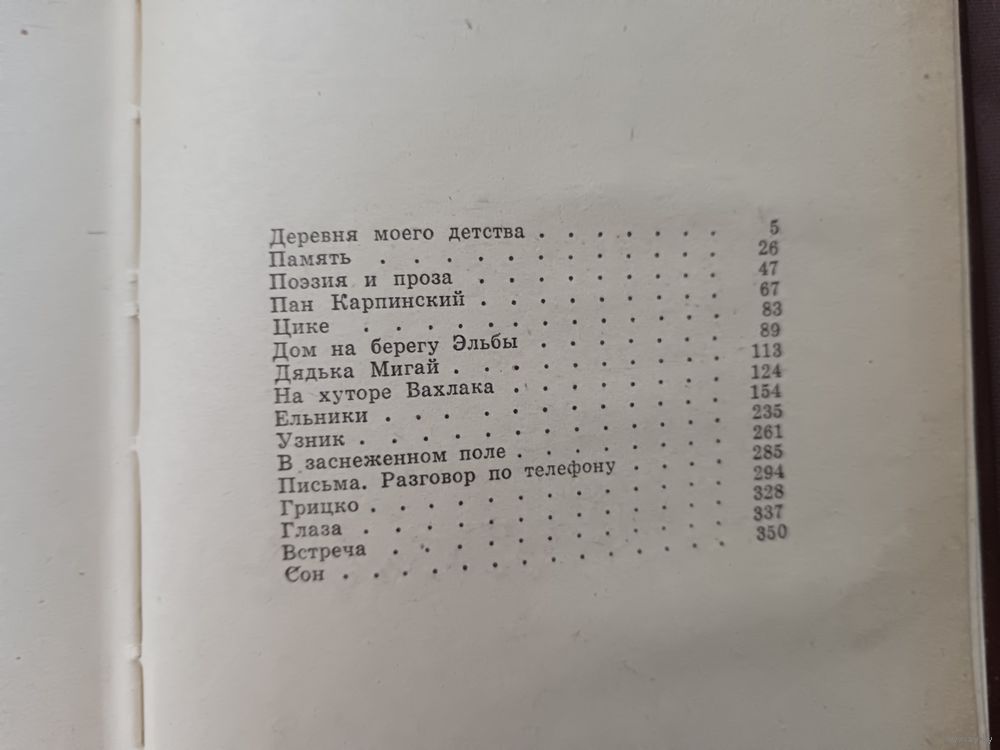 Деревня моего детства . . . . . . . 5
Память . . . . . . . . . . . . 26
Поэзия и проза . . . . . . . . . 47
Пан Карпинский . . . . . . . . 67
Цике . . . . . . . . . . . . 83
Дом на берегу Эльбы . . . . . . . 89
Дядька Мигай . . . . . . . . . 113
На хуторе Вахлака . . . . . . . 124
Ельники . . . . . . . . . . . 154
Узник . . . . . . . . . . . . 235
В заснеженном поле . . . . . . . 261
Письма. Разговор по телефону . . . . 285
Грицко . . . . . . . . . . . . 294
Глаза . . . . . . . . . . . . 328
Встреча . . . . . . . . . . . 337
Сон . . . . . . . . . . . . . 350